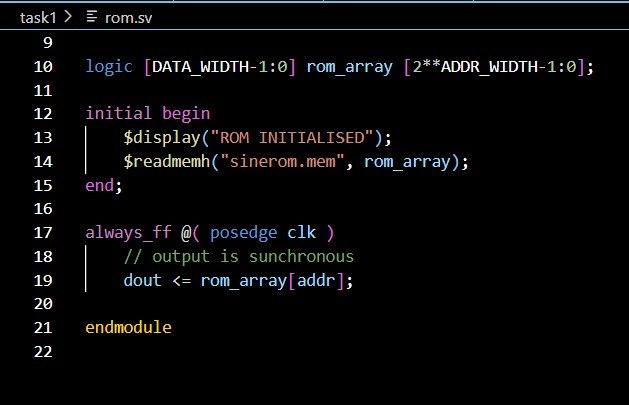 task1 > rom.sv
9
10 logic [DATA_WIDTH-1:0] rom_array [2**ADDR_WIDTH-1:0];
11
12 initial begin
13 $display("ROM INITIALISED");
14 $readmemh("sinerom.mem", rom_array);
15 end;
16
17 always_ff @( posedge clk )
18 // output is sunchronous
19 dout <= rom_array[addr];
20
21 endmodule
22